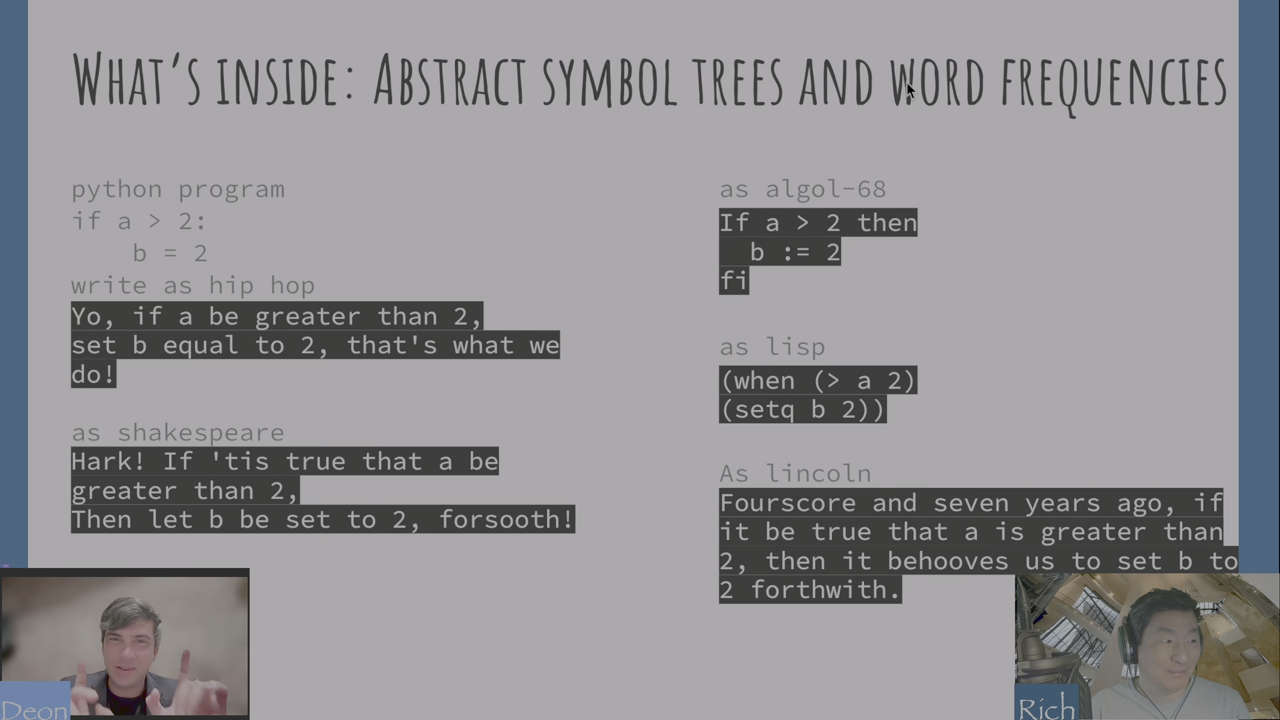 What's inside: Abstract symbol trees and word frequencies
python program
if a > 2:
    b = 2
write as hip hop
Yo, if a be greater than 2,
set b equal to 2, that's what we
do!
as shakespeare
Hark! If 'tis true that a be
greater than 2,
Then let b be set to 2, forsooth!
as algol-68
If a > 2 then
  b := 2
fi
as lisp
(when (> a 2)
(setq b 2))
As lincoln
Fourscore and seven years ago, if
it be true that a is greater than
2, then it behooves us to set b to
2 forthwith.
Deon
Rich